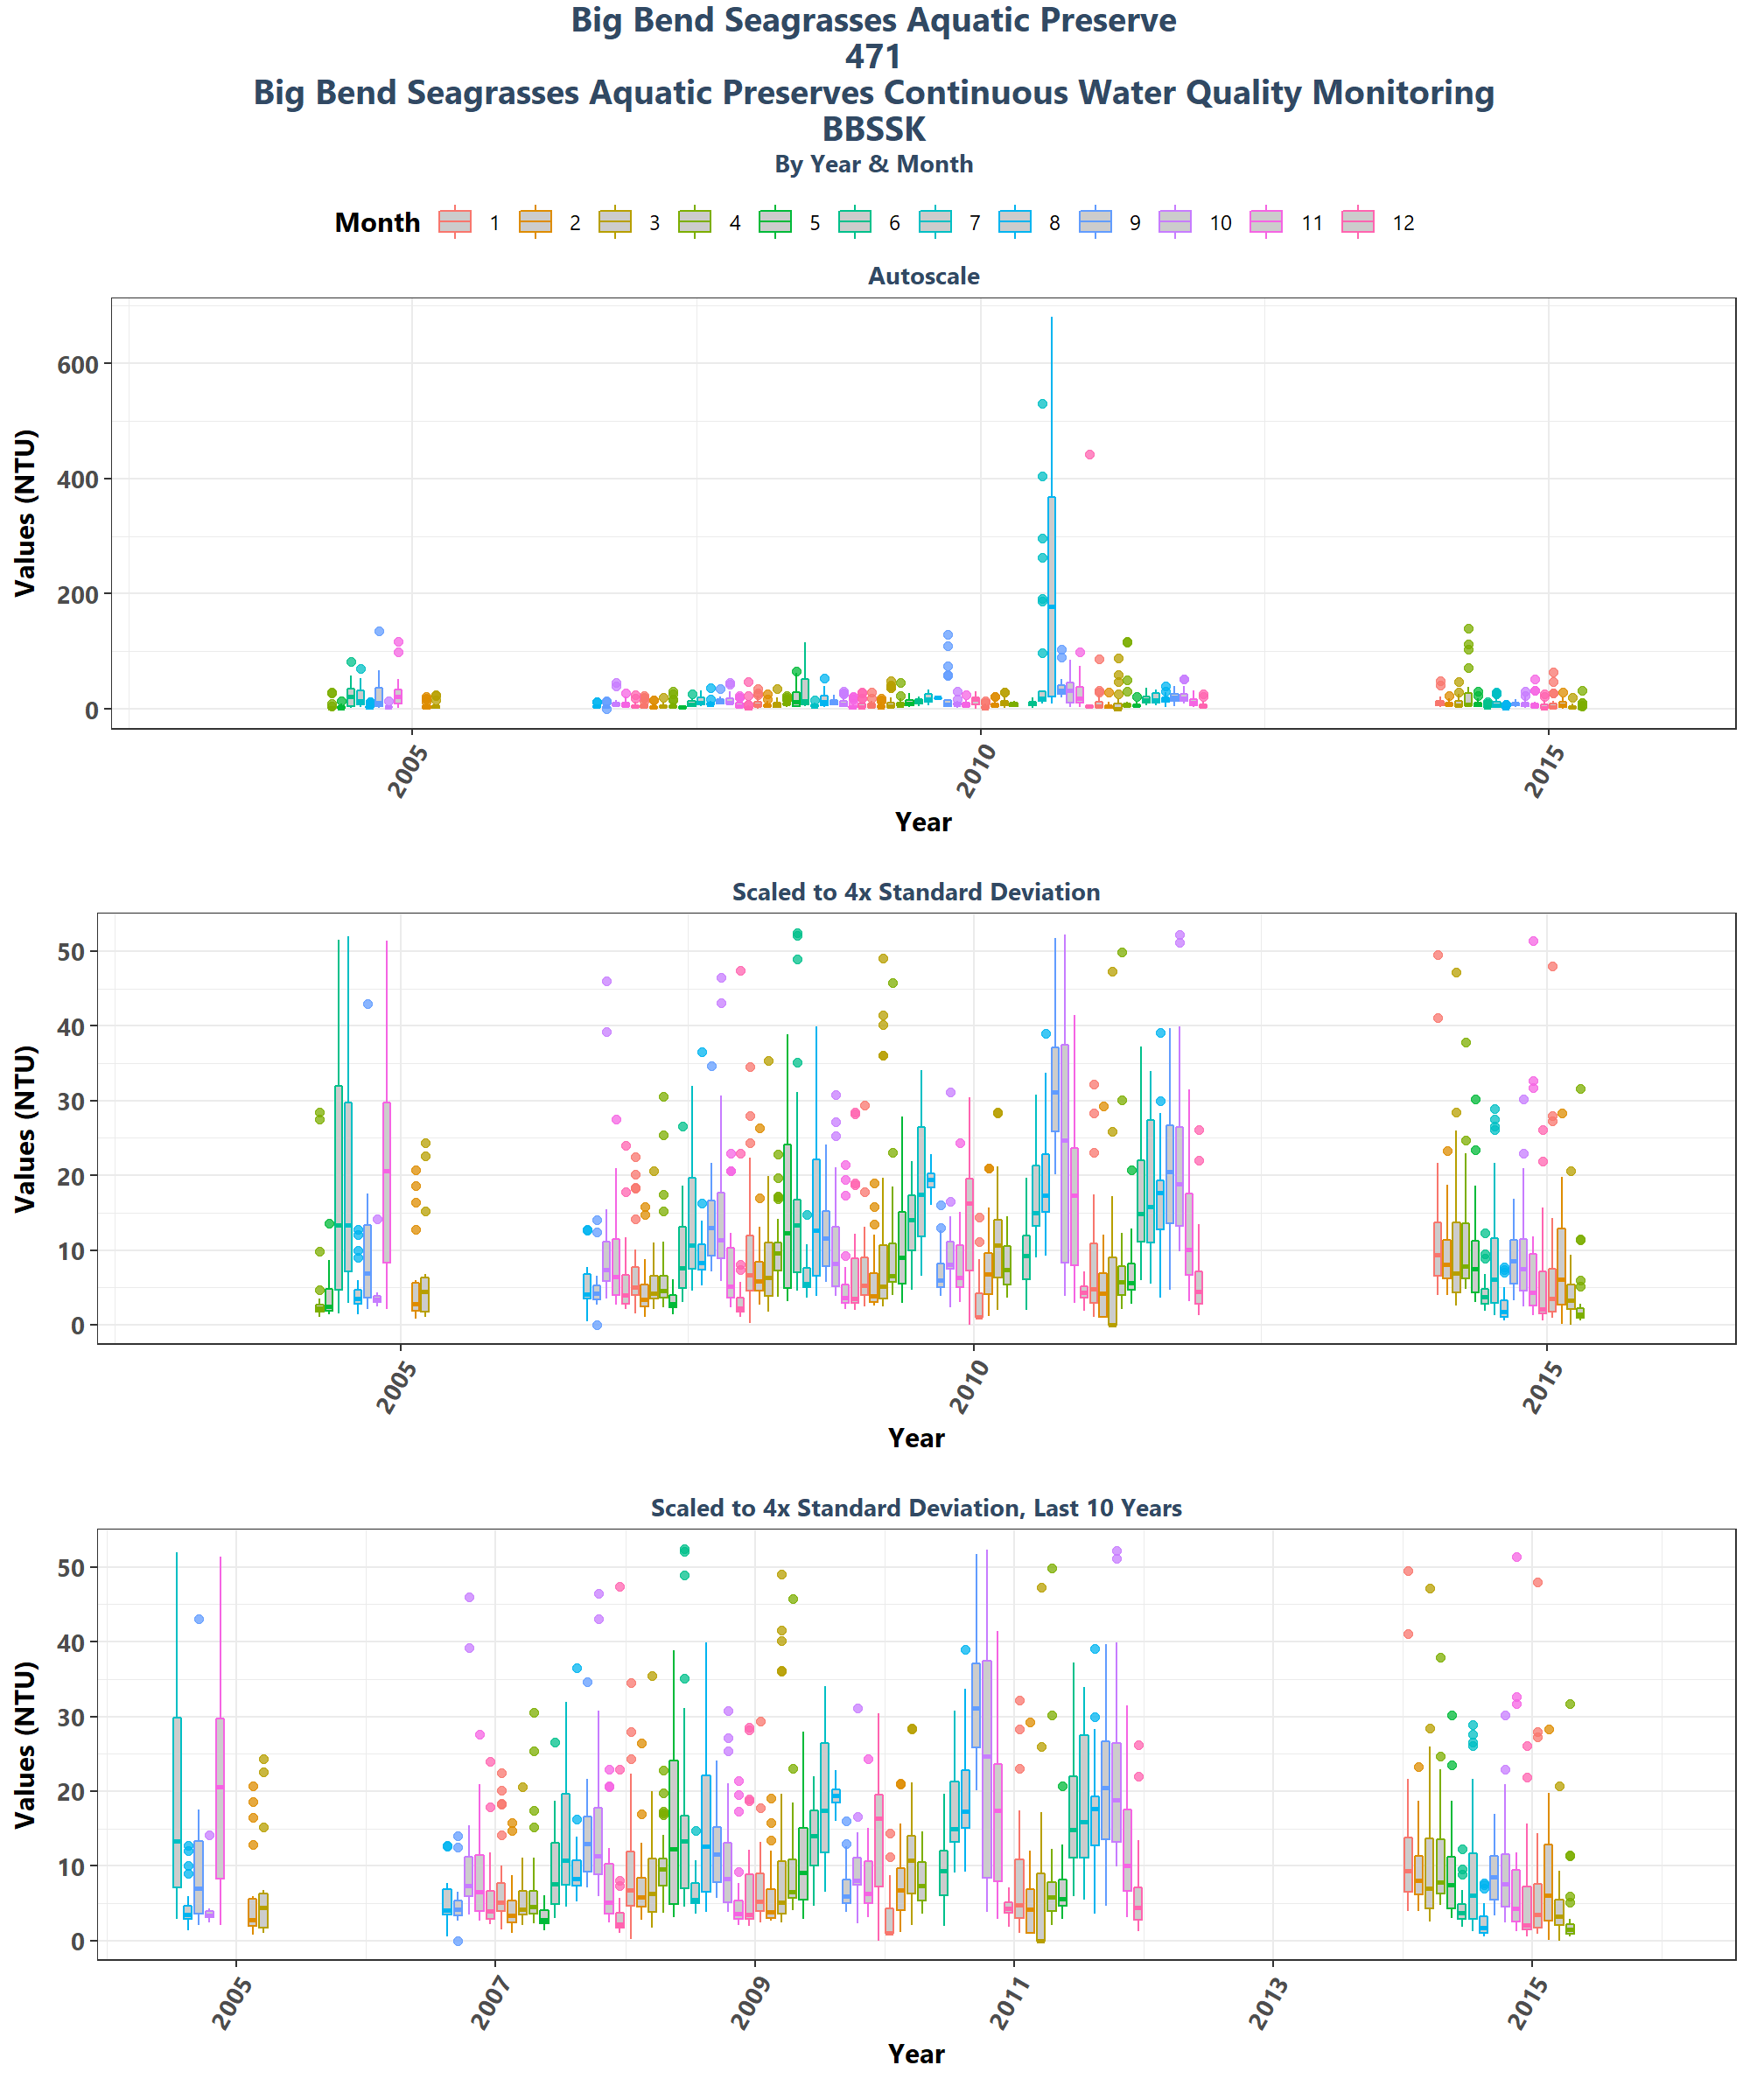 Big Bend Seagrasses Aquatic Preserve
471
Big Bend Seagrasses Aquatic Preserves Continuous Water Quality Monitoring
BBSSK
By Year & Month
Month 1 2 3 4 5 6 7 8 9 10 11 12
Autoscale
Values (NTU)
600
400
200
0
2005 2010 2015
Year
Scaled to 4x Standard Deviation
Values (NTU)
50
40
30
20
10
0
2005 2010 2015
Year
Scaled to 4x Standard Deviation, Last 10 Years
Values (NTU)
50
40
30
20
10
0
2005 2007 2009 2011 2013 2015
Year